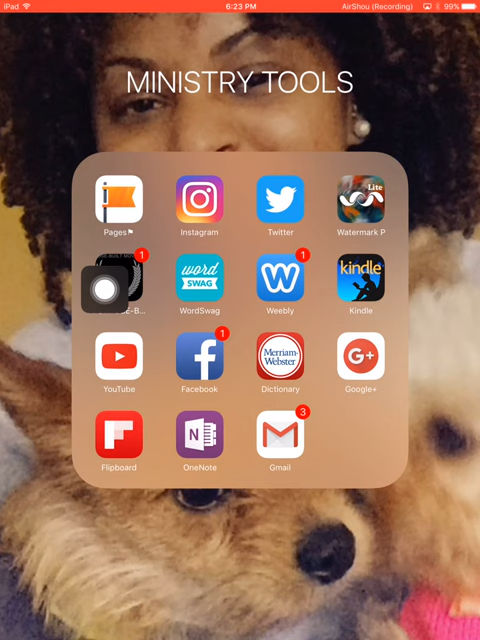 iPad 6:23 PM AirShou (Recording) 99%
MINISTRY TOOLS
Lite
Pages Instagram Twitter Watermark P
1 word SWAG 1 kindle
WordSwag Weebly Kindle
1 Merriam-Webster G+
YouTube Facebook Dictionary Google+
N 3
Flipboard OneNote Gmail